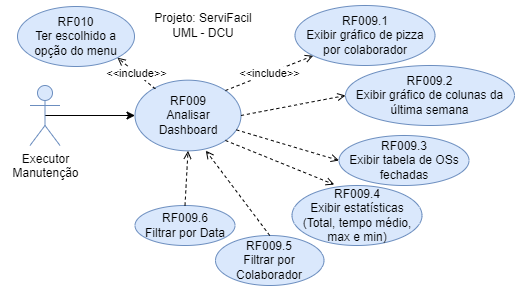 RF010
Ter escolhido a
opção do menu
Projeto: ServiFacil
UML - DCU
RF009.1
Exibir gráfico de pizza
por colaborador
<<include>>
<<include>>
RF009.2
Exibir gráfico de colunas da
última semana
RF009
Analisar
Dashboard
Executor
Manutenção
RF009.3
Exibir tabela de OSs
fechadas
RF009.4
Exibir estatísticas
(Total, tempo médio,
max e min)
RF009.6
Filtrar por Data
RF009.5
Filtrar por
Colaborador